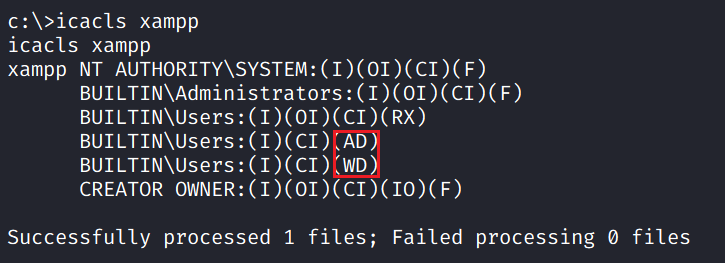 c:\>icacls xampp
icacls xampp
xampp NT AUTHORITY\SYSTEM:(I)(OI)(CI)(F)
BUILTIN\Administrators:(I)(OI)(CI)(F)
BUILTIN\Users:(I)(OI)(CI)(RX)
BUILTIN\Users:(I)(CI)(AD)
BUILTIN\Users:(I)(CI)(WD)
CREATOR OWNER:(I)(OI)(CI)(IO)(F)
Successfully processed 1 files; Failed processing 0 files